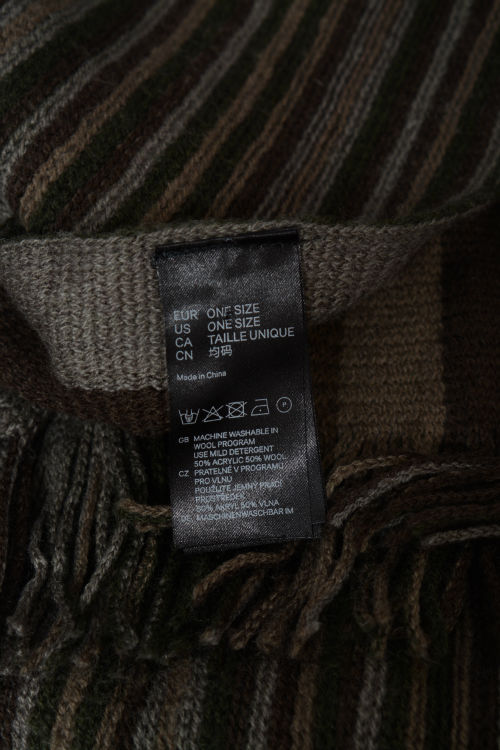 EUR ONE SIZE
US ONE SIZE
CA TAILLE UNIQUE
CN 均码
Made in China
P
GB MACHINE WASHABLE IN
WOOL PROGRAM
USE MILD DETERGENT
50% ACRYLIC 50% WOOL
CZ PRATELNÉ V PROGRAMU
PRO VLNU
POUŽIJTE JEMNÝ PRACÍ
PROSTŘEDEK
50% AKRYL 50% VLNA
DE MASCHINENWASCHBAR IM